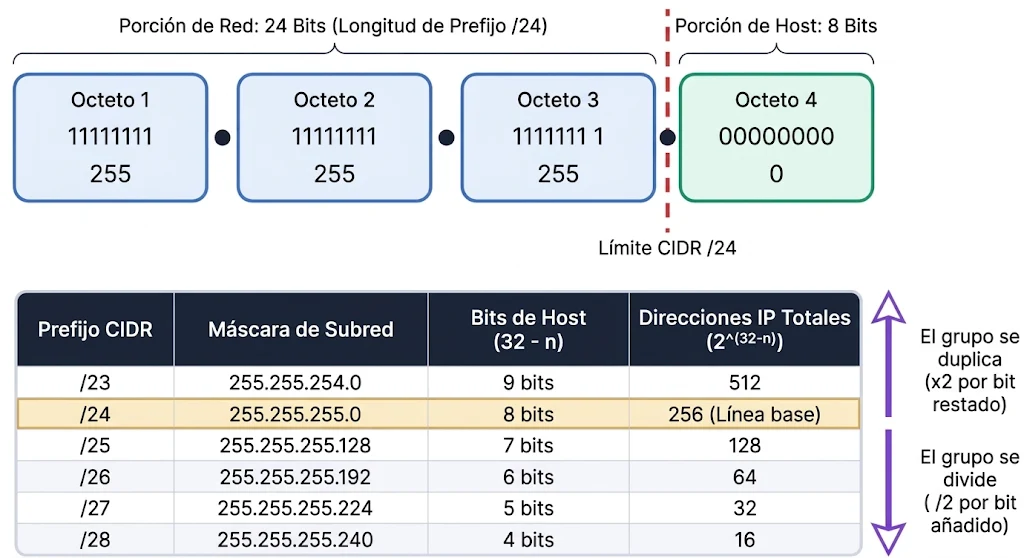 Porción de Red: 24 Bits (Longitud de Prefijo /24)
Porción de Host: 8 Bits
Octeto 1
11111111
255
Octeto 2
11111111
255
Octeto 3
1111111 1
255
Octeto 4
00000000
0
Límite CIDR /24
Prefijo CIDR
Máscara de Subred
Bits de Host
(32 - n)
Direcciones IP Totales
(2^(32-n))
/23 255.255.254.0 9 bits 512
/24 255.255.255.0 8 bits 256 (Línea base)
/25 255.255.255.128 7 bits 128
/26 255.255.255.192 6 bits 64
/27 255.255.255.224 5 bits 32
/28 255.255.255.240 4 bits 16
El grupo se
duplica
(x2 por bit
restado)
El grupo se
divide
( /2 por bit
añadido)